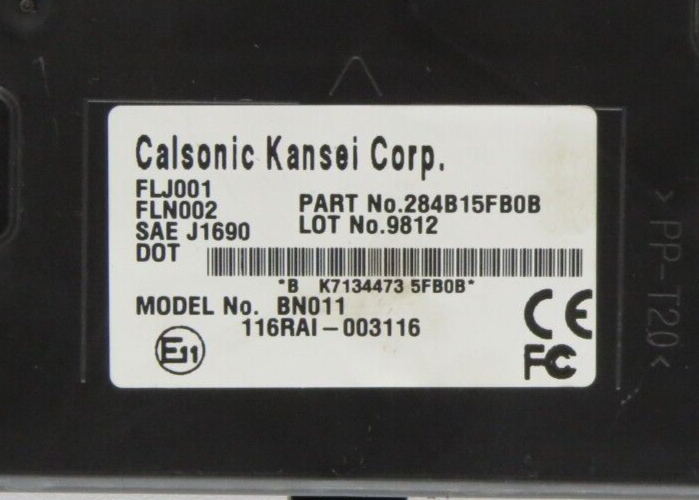 Calsonic Kansei Corp.
FLJ001
FLN002 PART No.284B15FB0B
SAE J1690 LOT No.9812
DOT
*B K7134473 5FB0B*
MODEL No. BN011
116RAI-003116
E11
CE
FC
>PP-T20<